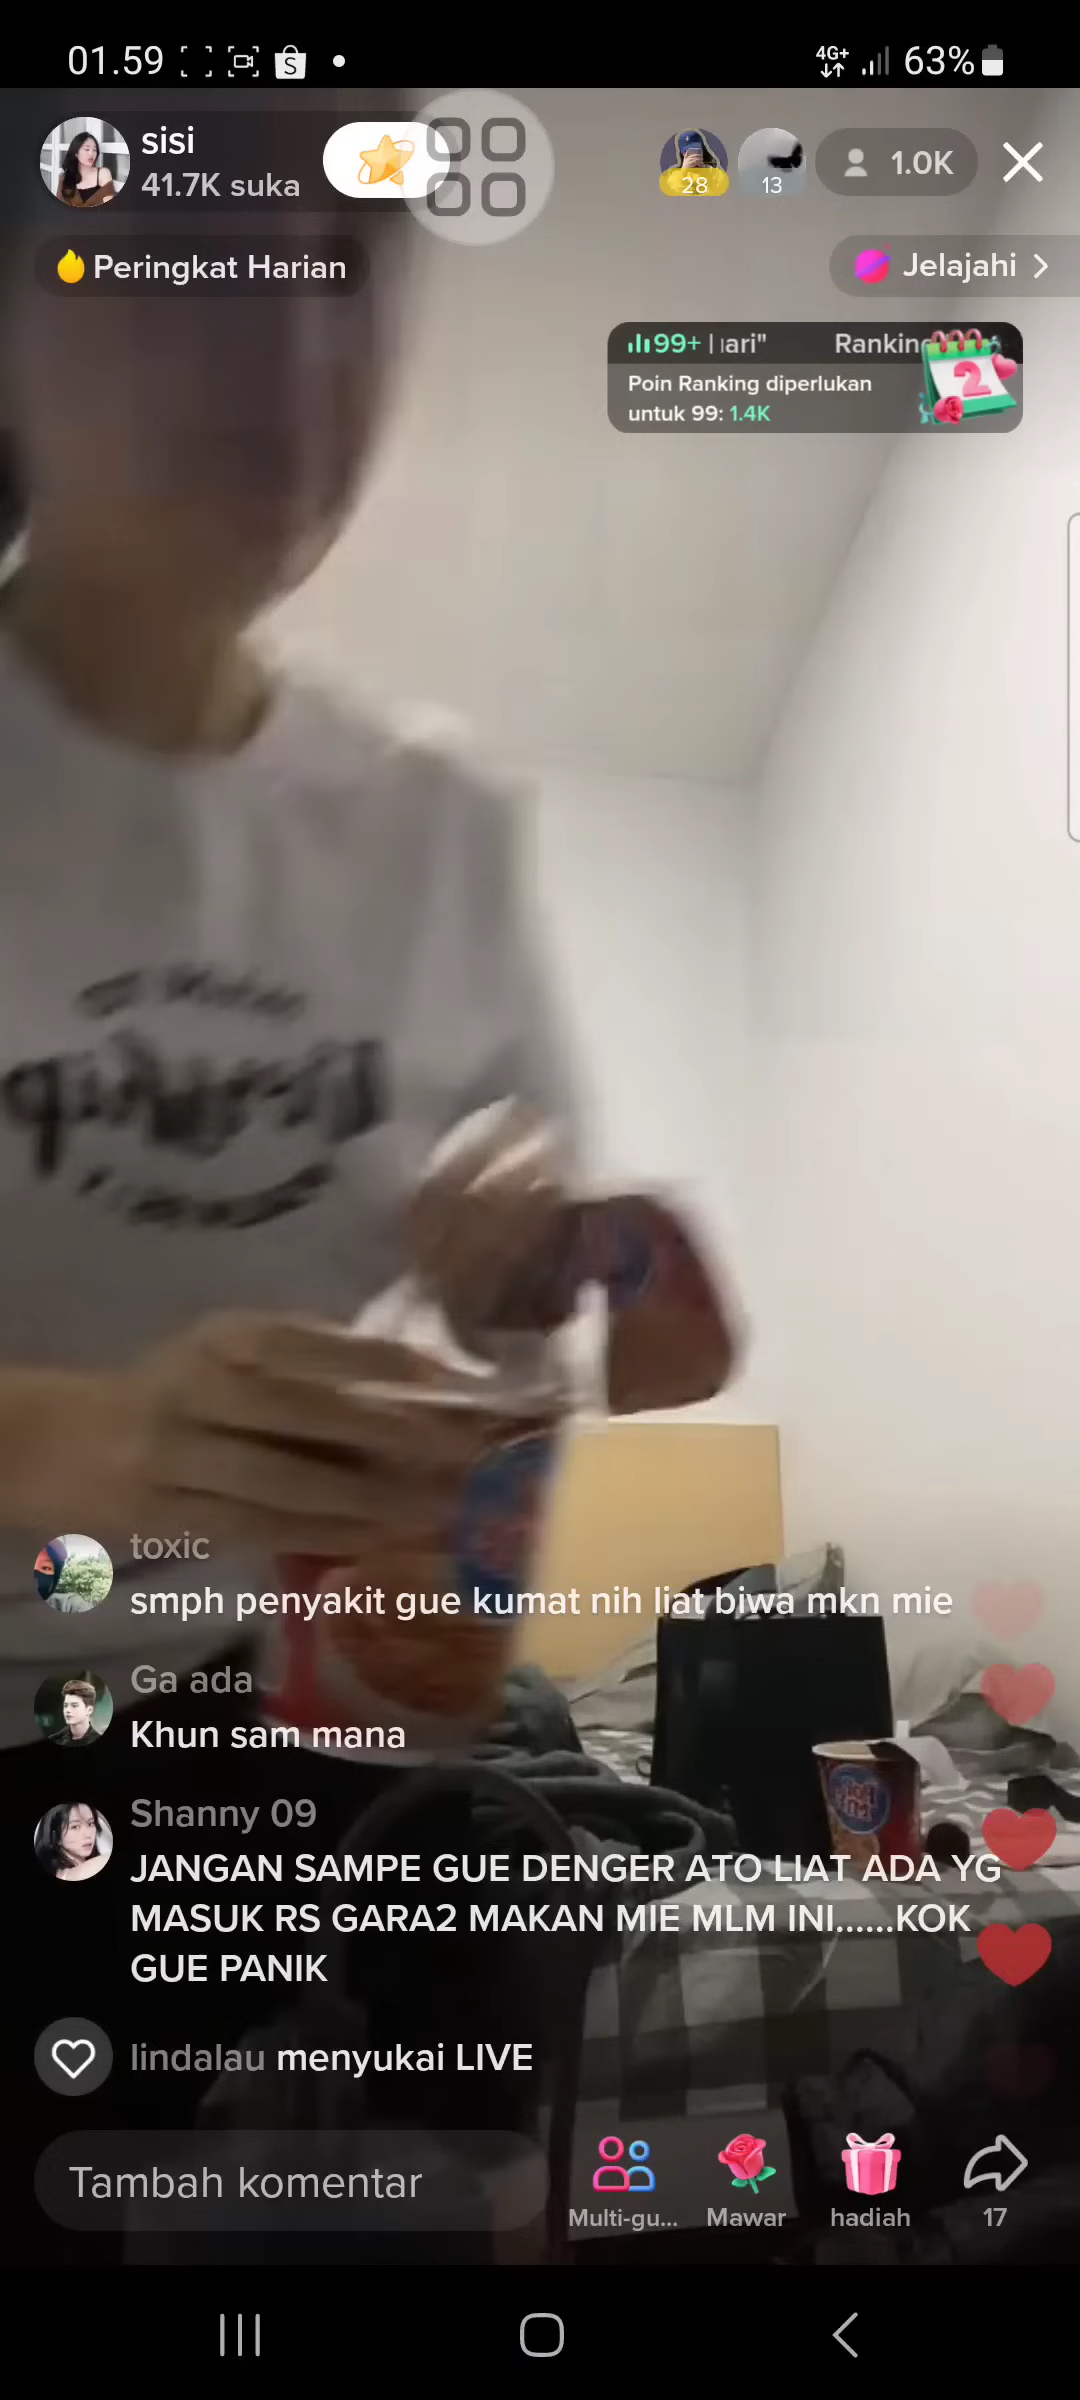 01.59
4G+
63%
sisi
41.7K suka
28
13
1.0K
Peringkat Harian
Jelajahi
99+ | ari" Ranking
2
Poin Ranking diperlukan
untuk 99: 1.4K
toxic
smph penyakit gue kumat nih liat biwa mkn mie
Ga ada
Khun sam mana
Shanny 09
JANGAN SAMPE GUE DENGER ATO LIAT ADA YG
MASUK RS GARA2 MAKAN MIE MLM INI......KOK
GUE PANIK
lindalau menyukai LIVE
Tambah komentar
Multi-gu...
Mawar
hadiah
17